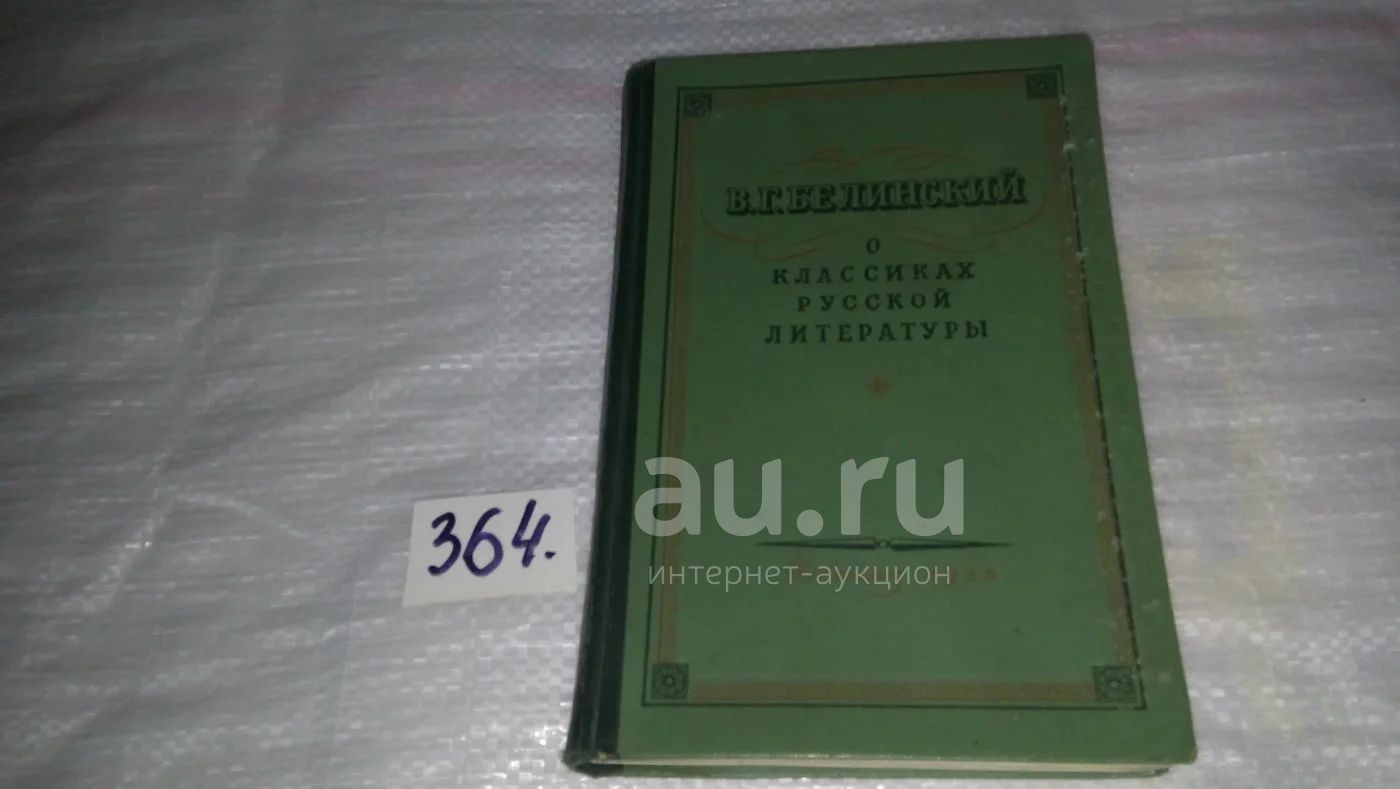 В.Г.БЕЛИНСКИЙ
О
КЛАССИКАХ
РУССКОЙ
ЛИТЕРАТУРЫ
au.ru
интернет-аукцион
364.